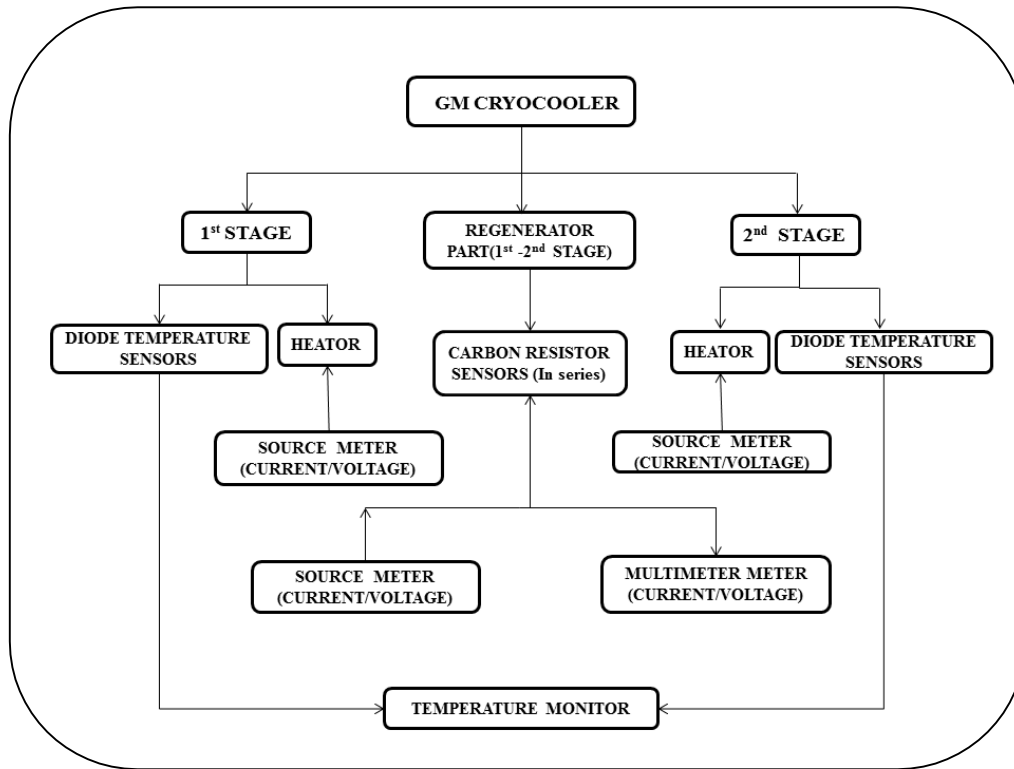 GM CRYOCOOLER
1st STAGE
REGENERATOR
PART(1st -2nd STAGE)
2nd STAGE
DIODE TEMPERATURE
SENSORS
HEATOR
CARBON RESISTOR
SENSORS (In series)
HEATOR
DIODE TEMPERATURE
SENSORS
SOURCE METER
(CURRENT/VOLTAGE)
SOURCE METER
(CURRENT/VOLTAGE)
SOURCE METER
(CURRENT/VOLTAGE)
MULTIMETER METER
(CURRENT/VOLTAGE)
TEMPERATURE MONITOR